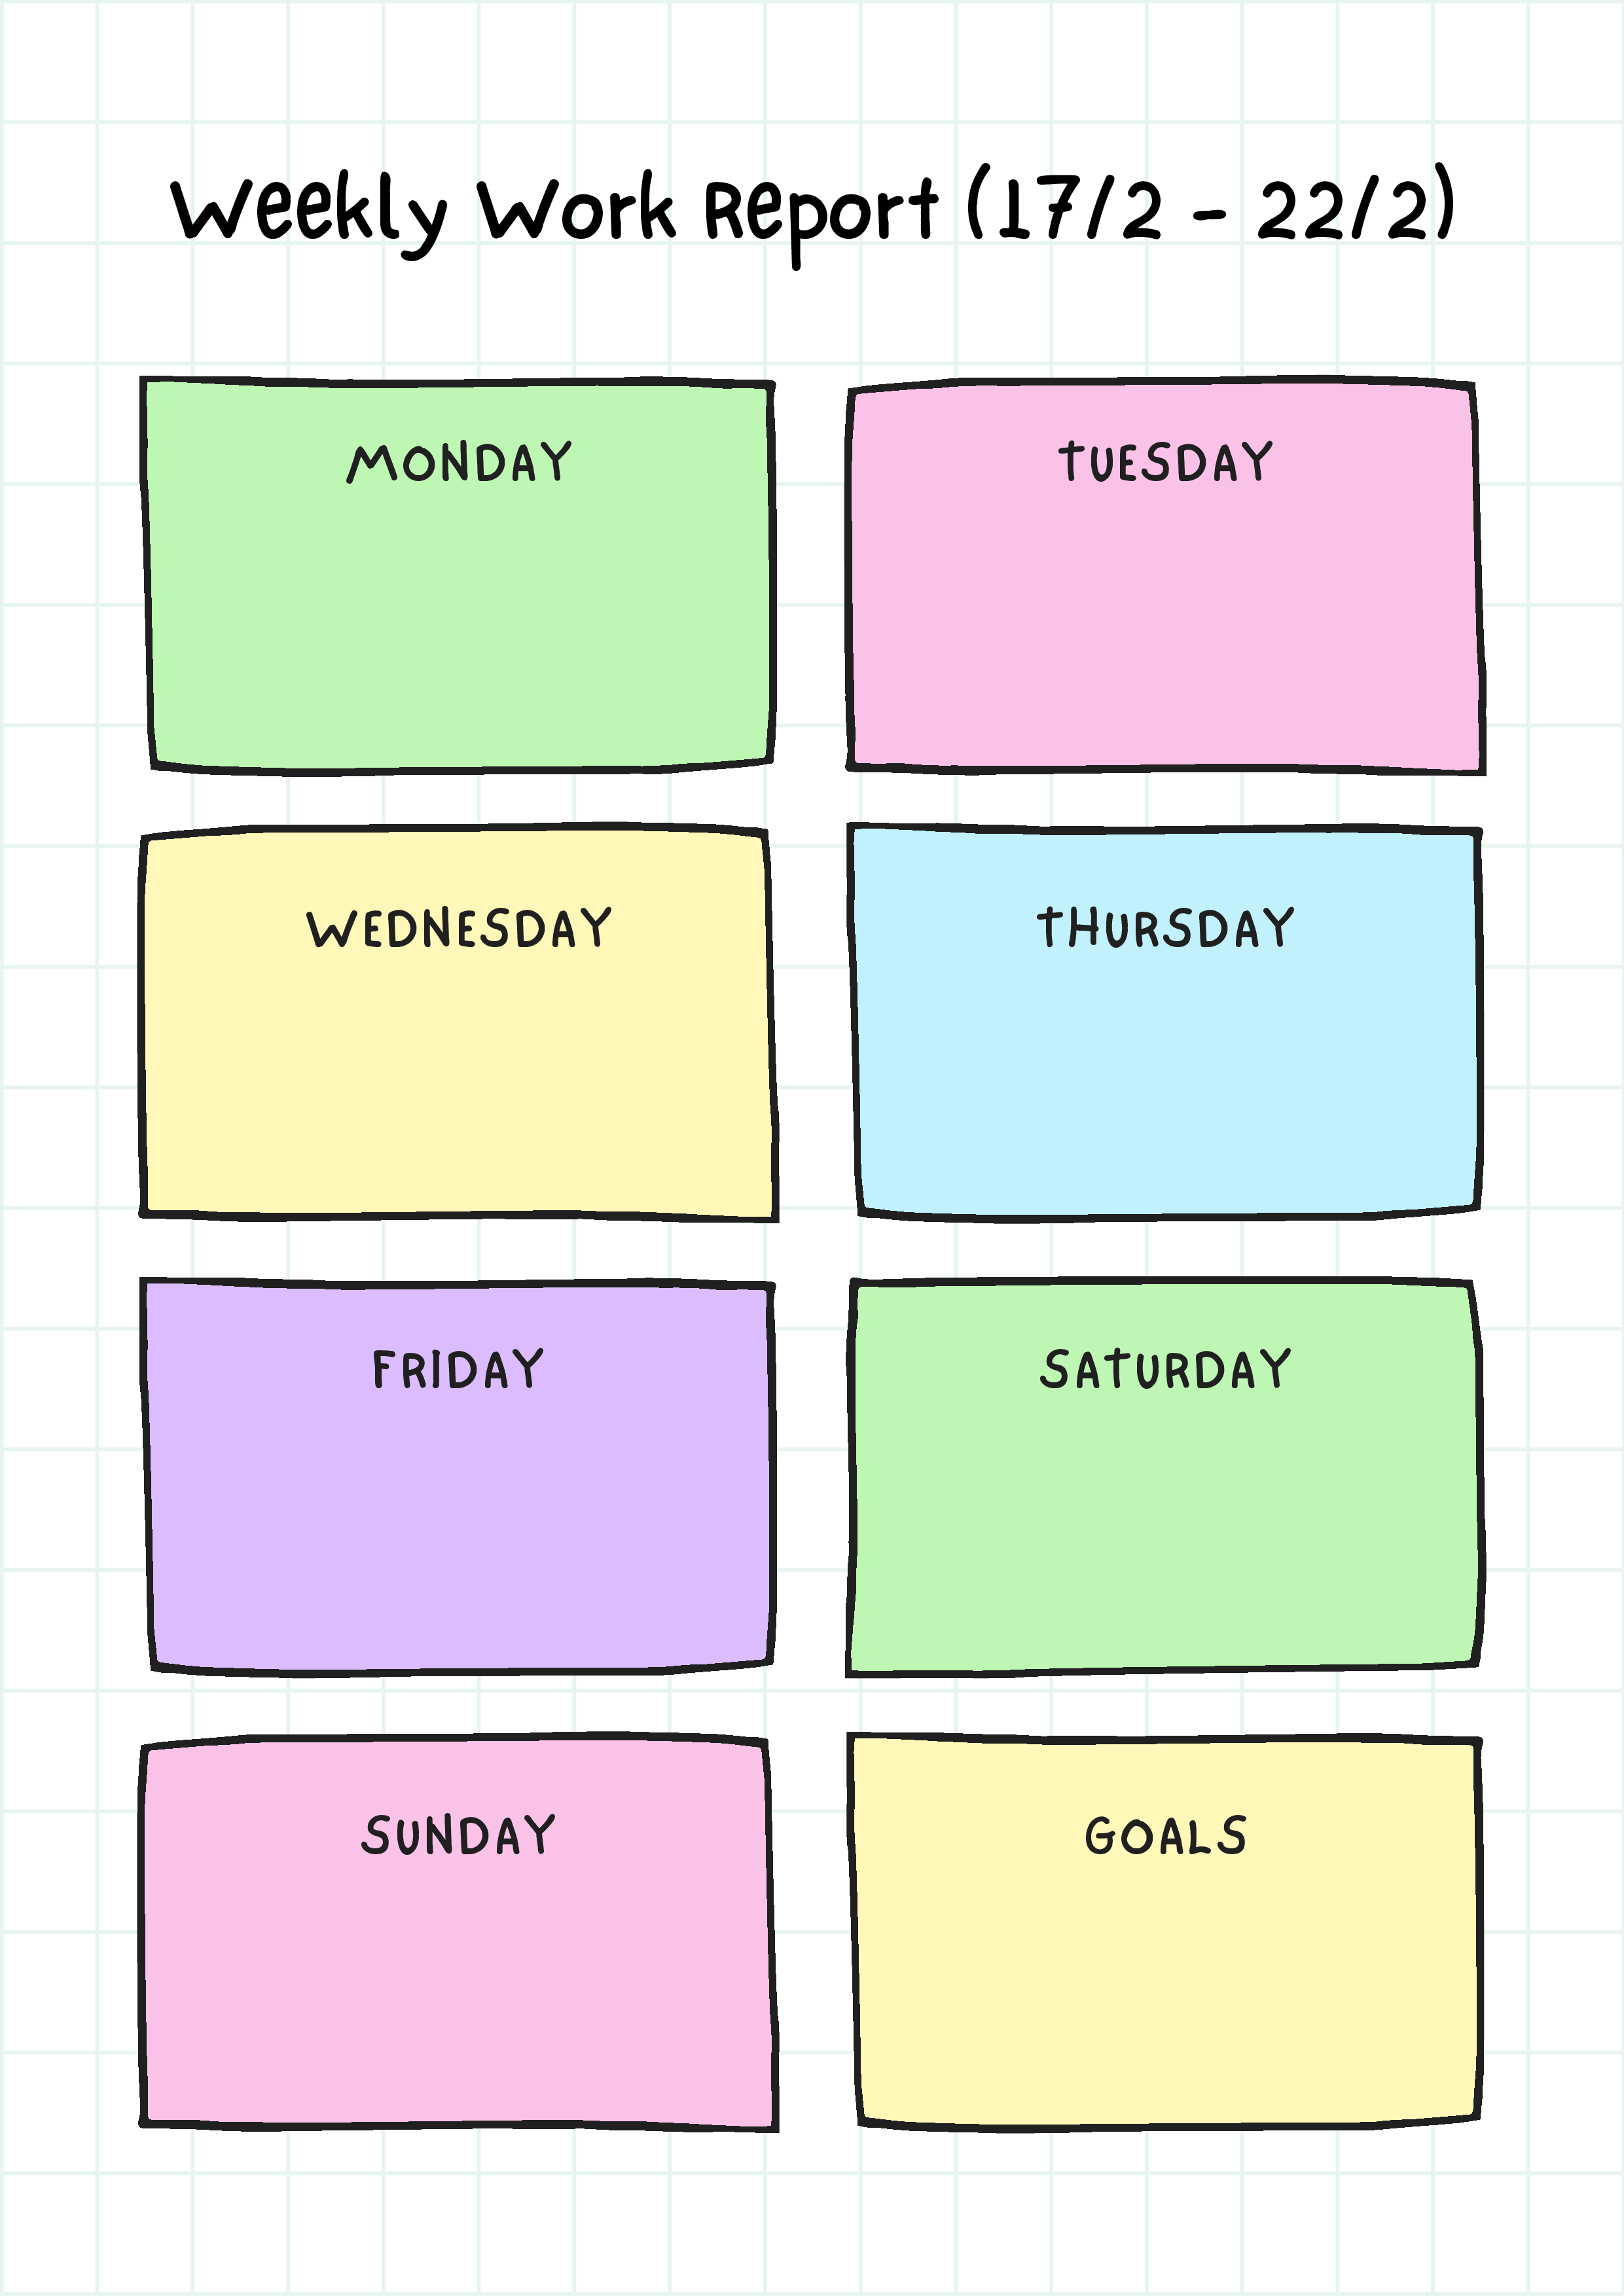 Weekly Work Report (17/2 - 22/2)
MONDAY
TUESDAY
WEDNESDAY
THURSDAY
FRIDAY
SATURDAY
SUNDAY
GOALS